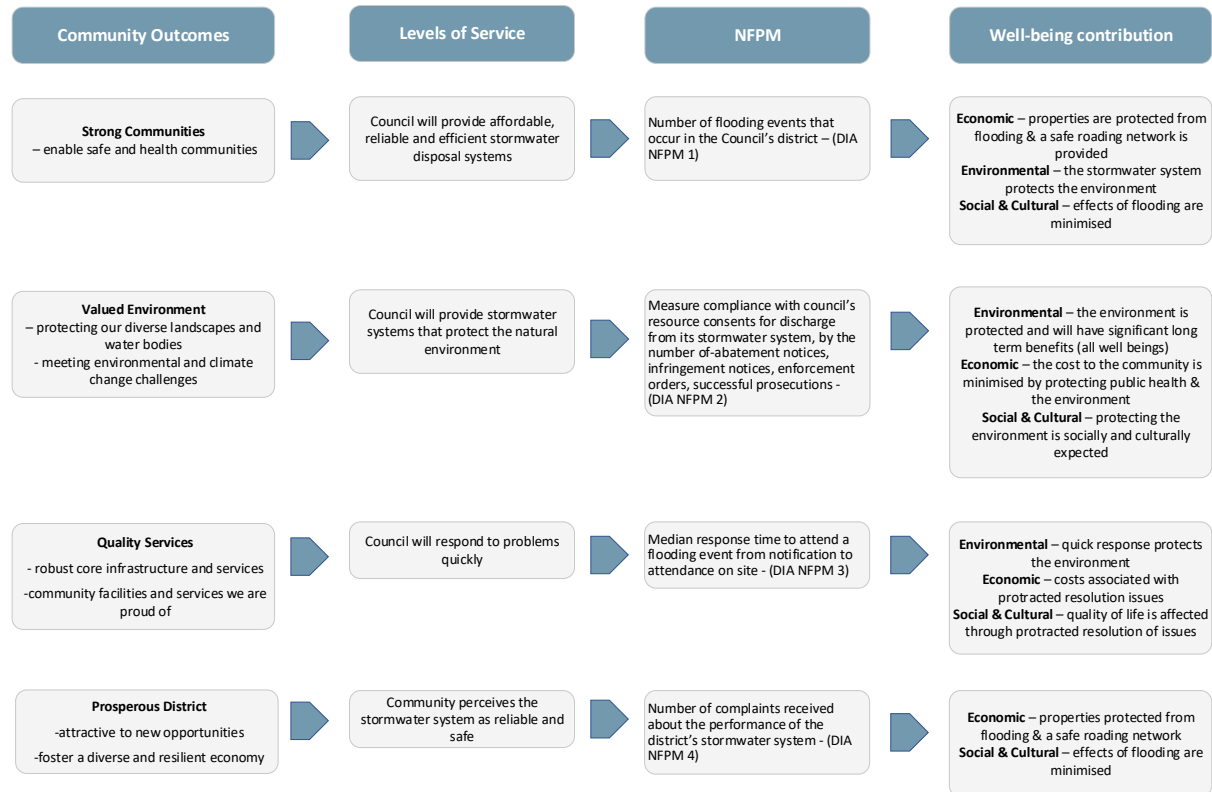 Community Outcomes
Levels of Service
NFPM
Well-being contribution
Strong Communities
– enable safe and health communities
Council will provide affordable,
reliable and efficient stormwater
disposal systems
Number of flooding events that
occur in the Council's district – (DIA
NFPM 1)
Economic – properties are protected from
flooding & a safe roading network is
provided
Environmental – the stormwater system
protects the environment
Social & Cultural – effects of flooding are
minimised
Valued Environment
– protecting our diverse landscapes and
water bodies
- meeting environmental and climate
change challenges
Council will provide stormwater
systems that protect the natural
environment
Measure compliance with council's
resource consents for discharge
from its stormwater system, by the
number of-abatement notices,
infringement notices, enforcement
orders, successful prosecutions -
(DIA NFPM 2)
Environmental – the environment is
protected and will have significant long
term benefits (all well beings)
Economic – the cost to the community is
minimised by protecting public health &
the environment
Social & Cultural – protecting the
environment is socially and culturally
expected
Quality Services
- robust core infrastructure and services
-community facilities and services we are
proud of
Council will respond to problems
quickly
Median response time to attend a
flooding event from notification to
attendance on site - (DIA NFPM 3)
Environmental – quick response protects
the environment
Economic – costs associated with
protracted resolution issues
Social & Cultural – quality of life is affected
through protracted resolution of issues
Prosperous District
-attractive to new opportunities
-foster a diverse and resilient economy
Community perceives the
stormwater system as reliable and
safe
Number of complaints received
about the performance of the
district's stormwater system - (DIA
NFPM 4)
Economic – properties protected from
flooding & a safe roading network
Social & Cultural – effects of flooding are
minimised